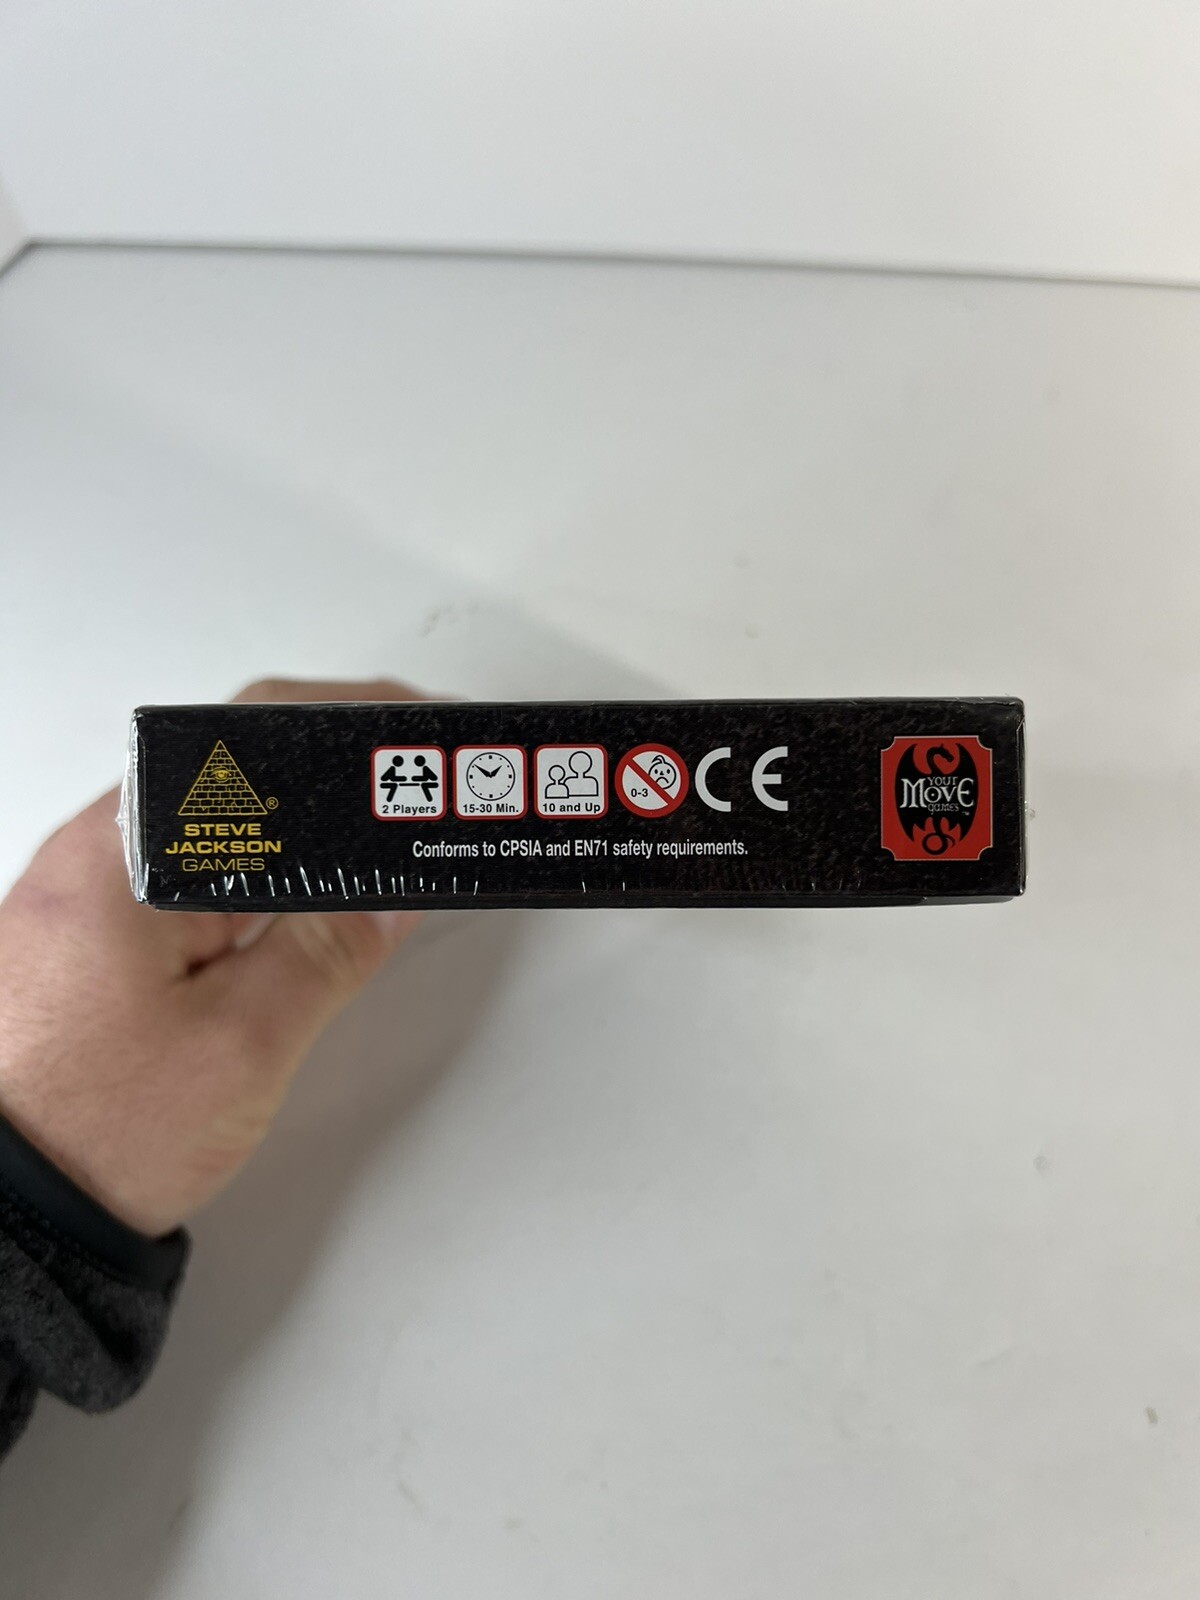 STEVE
JACKSON
GAMES
®
2 Players
15-30 Min.
10 and Up
0-3
CE
Conforms to CPSIA and EN71 safety requirements.
YOUR
MOVE
games
™